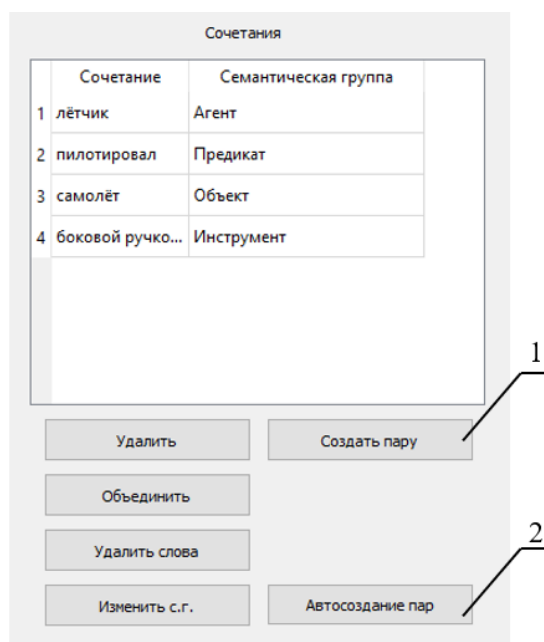 Сочетания
Сочетание Семантическая группа
1 лётчик Агент
2 пилотировал Предикат
3 самолёт Объект
4 боковой ручко... Инструмент
1
Удалить Создать пару
Объединить
Удалить слова
2
Изменить с.г. Автосоздание пар